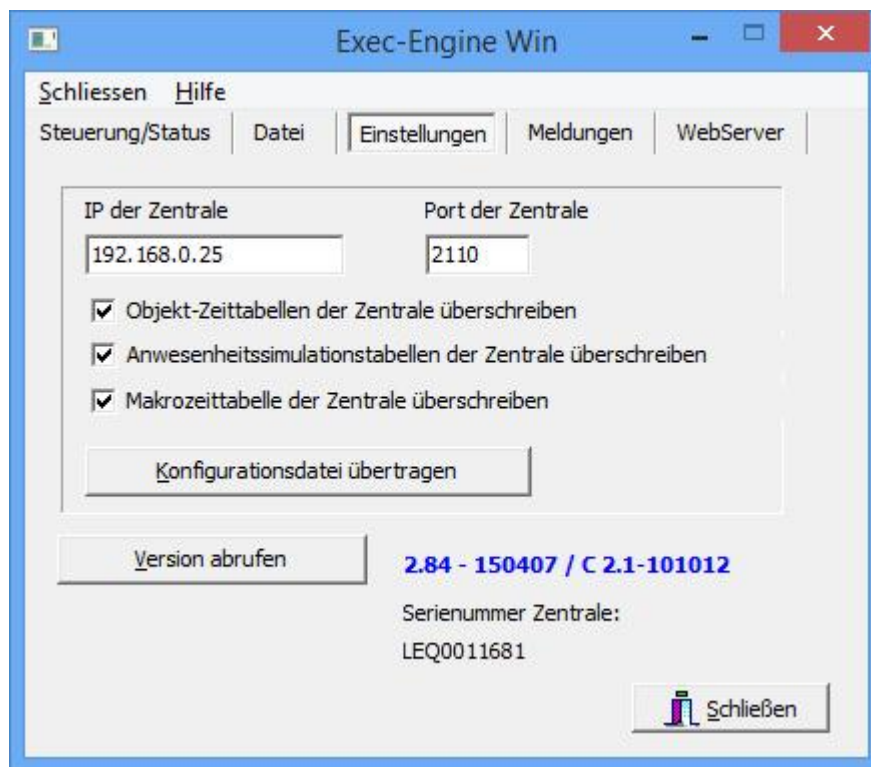 Exec-Engine Win
Schliessen Hilfe
Steuerung/Status Datei Einstellungen Meldungen WebServer
IP der Zentrale Port der Zentrale
192.168.0.25 2110
Objekt-Zeittabellen der Zentrale überschreiben
Anwesenheitssimulationstabellen der Zentrale überschreiben
Makrozeittabelle der Zentrale überschreiben
Konfigurationsdatei übertragen
Version abrufen 2.84 - 150407 / C 2.1-101012
Serienummer Zentrale:
LEQ0011681
Schließen